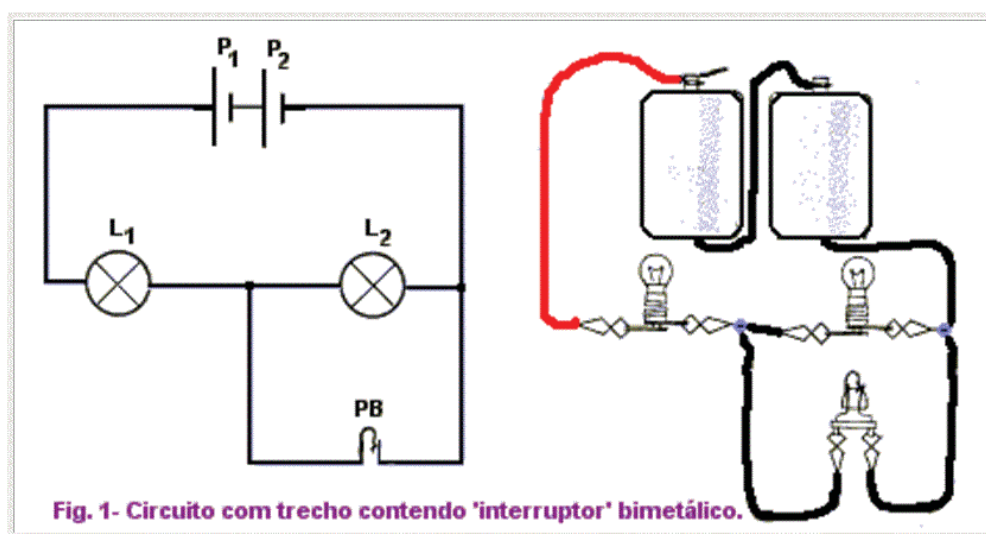 P1 P2
L1 L2
PB
Fig. 1- Circuito com trecho contendo 'interruptor' bimetálico.